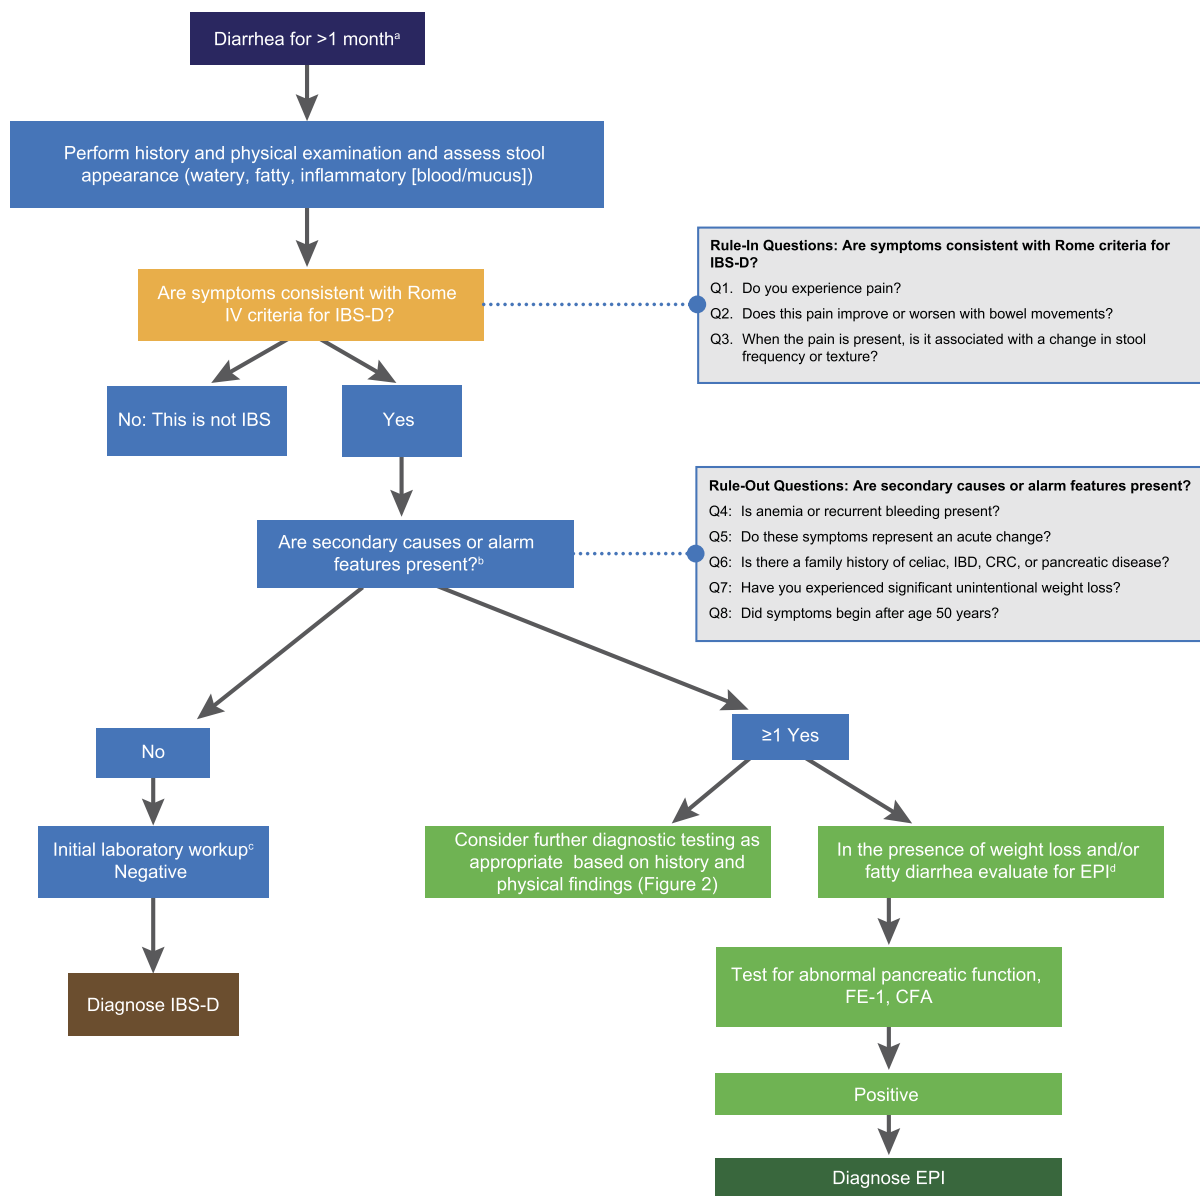 Diarrhea for >1 monthᵃ
Perform history and physical examination and assess stool
appearance (watery, fatty, inflammatory [blood/mucus])
Are symptoms consistent with Rome
IV criteria for IBS-D?
Rule-In Questions: Are symptoms consistent with Rome criteria for
IBS-D?
Q1. Do you experience pain?
Q2. Does this pain improve or worsen with bowel movements?
Q3. When the pain is present, is it associated with a change in stool
frequency or texture?
No: This is not IBS
Yes
Are secondary causes or alarm
features present?ᵇ
Rule-Out Questions: Are secondary causes or alarm features present?
Q4: Is anemia or recurrent bleeding present?
Q5: Do these symptoms represent an acute change?
Q6: Is there a family history of celiac, IBD, CRC, or pancreatic disease?
Q7: Have you experienced significant unintentional weight loss?
Q8: Did symptoms begin after age 50 years?
No
≥1 Yes
Initial laboratory workupᶜ
Negative
Consider further diagnostic testing as
appropriate based on history and
physical findings (Figure 2)
In the presence of weight loss and/or
fatty diarrhea evaluate for EPIᵈ
Diagnose IBS-D
Test for abnormal pancreatic function,
FE-1, CFA
Positive
Diagnose EPI